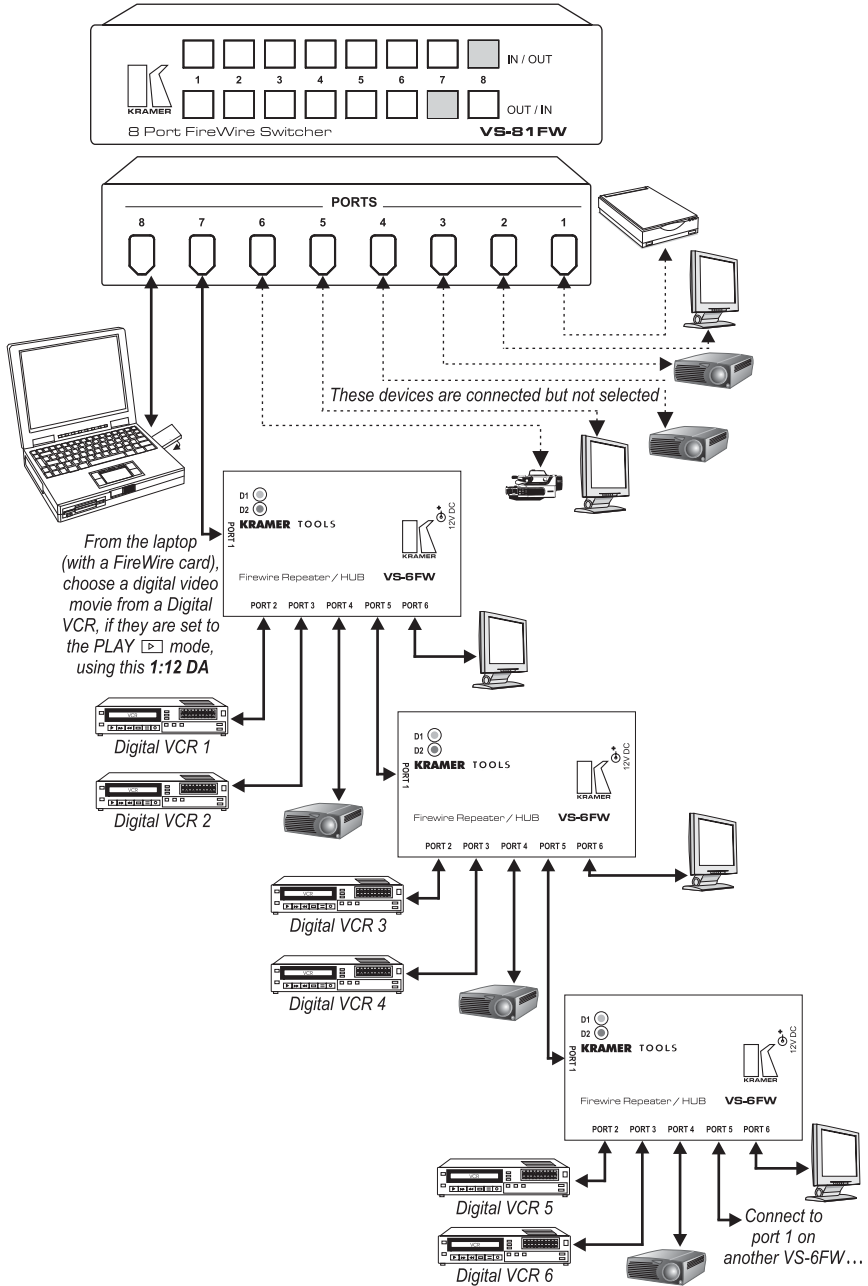 IN / OUT
1 2 3 4 5 6 7 8
KRAMER
OUT / IN
8 Port FireWire Switcher VS-81FW
PORTS
8 7 6 5 4 3 2 1
These devices are connected but not selected
From the laptop
(with a FireWire card),
choose a digital video
movie from a Digital
VCR, if they are set to
the PLAY mode,
using this 1:12 DA
D1
D2
KRAMER TOOLS
PORT 1
KRAMER
12V DC
Firewire Repeater / HUB VS-6FW
PORT 2 PORT 3 PORT 4 PORT 5 PORT 6
VCR
Digital VCR 1
VCR
Digital VCR 2
D1
D2
KRAMER TOOLS
PORT 1
KRAMER
12V DC
Firewire Repeater / HUB VS-6FW
PORT 2 PORT 3 PORT 4 PORT 5 PORT 6
VCR
Digital VCR 3
VCR
Digital VCR 4
D1
D2
KRAMER TOOLS
PORT 1
KRAMER
12V DC
Firewire Repeater / HUB VS-6FW
PORT 2 PORT 3 PORT 4 PORT 5 PORT 6
VCR
Digital VCR 5
VCR
Digital VCR 6
Connect to
port 1 on
another VS-6FW...